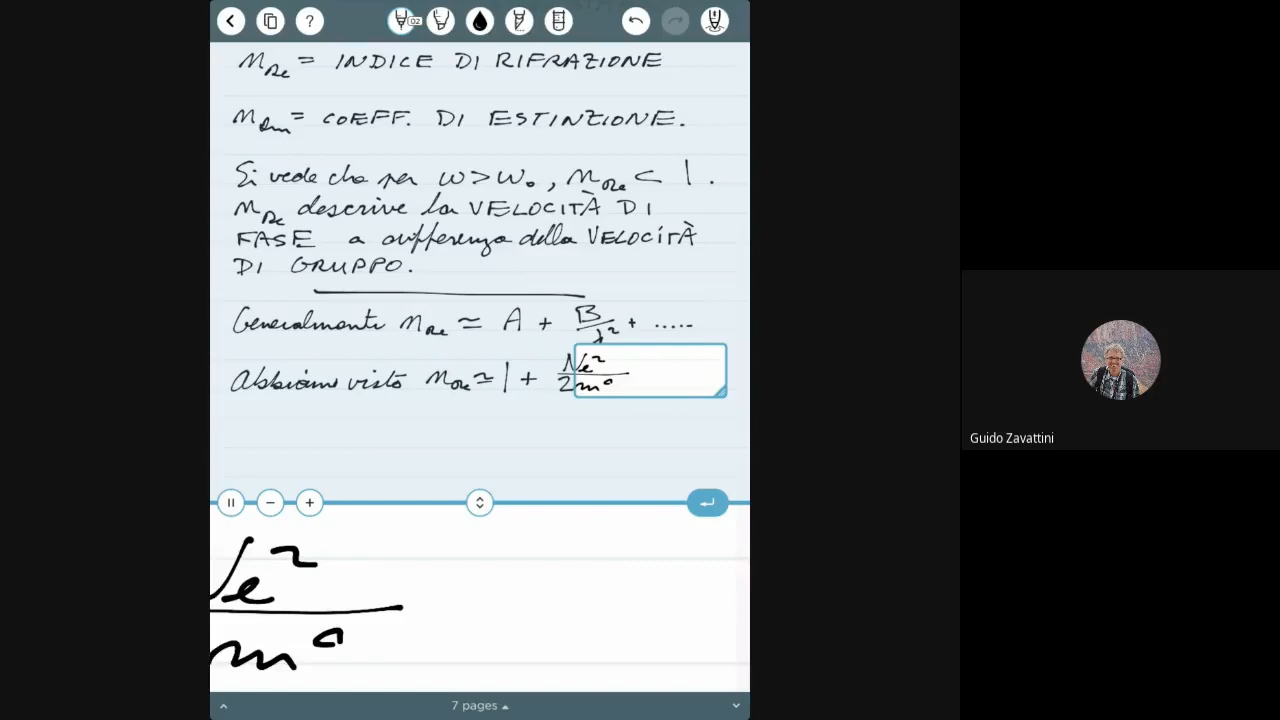 02
?
n_Re = INDICE DI RIFRAZIONE
n_Im = COEFF. DI ESTINZIONE.
Si vede che per ω > ω₀, n_Re < 1.
n_Re descrive la VELOCITÀ DI
FASE a differenza della VELOCITÀ
DI GRUPPO.
Generalmente n_Re ≃ A + B/λ² + .....
Abbiamo visto n_Re ≃ 1 + Ne²/2m
Guido Zavattini
Ne²
m
7 pages